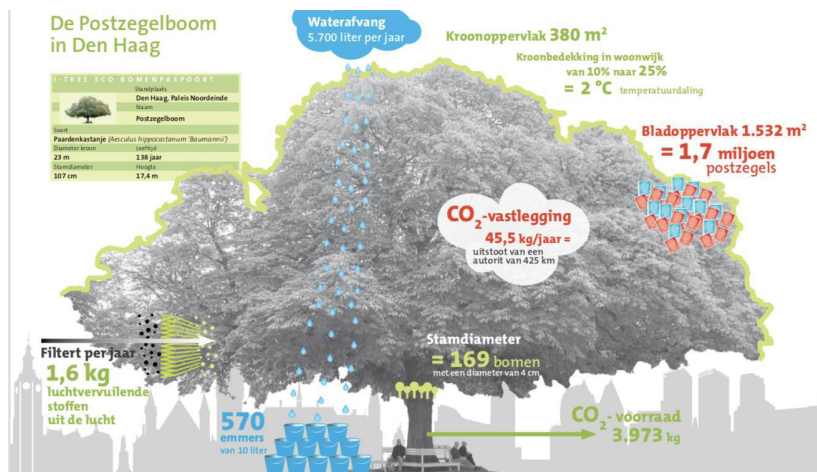 De Postzegelboom
in Den Haag
I-TREE ECO BOMENPASPOORT
Standplaats
Den Haag, Paleis Noordeinde
Naam
Postzegelboom
Soort
Paardenkastanje (Aesculus hippocastanum 'Baumannii')
Diameter kroon Leeftijd
23 m 138 jaar
Stamdiameter Hoogte
107 cm 17,4 m
Waterafvang
5.700 liter per jaar
Kroonoppervlak 380 m²
Kroonbedekking in woonwijk
van 10% naar 25%
= 2 °C temperatuurdaling
Bladoppervlak 1.532 m²
= 1,7 miljoen
postzegels
CO₂-vastlegging
45,5 kg/jaar =
uitstoot van een
autorit van 425 km
Filtert per jaar
1,6 kg
luchtvervuilende
stoffen
uit de lucht
Stamdiameter
= 169 bomen
met een diameter van 4 cm
570
emmers
van 10 liter
CO₂- voorraad
3.973 kg